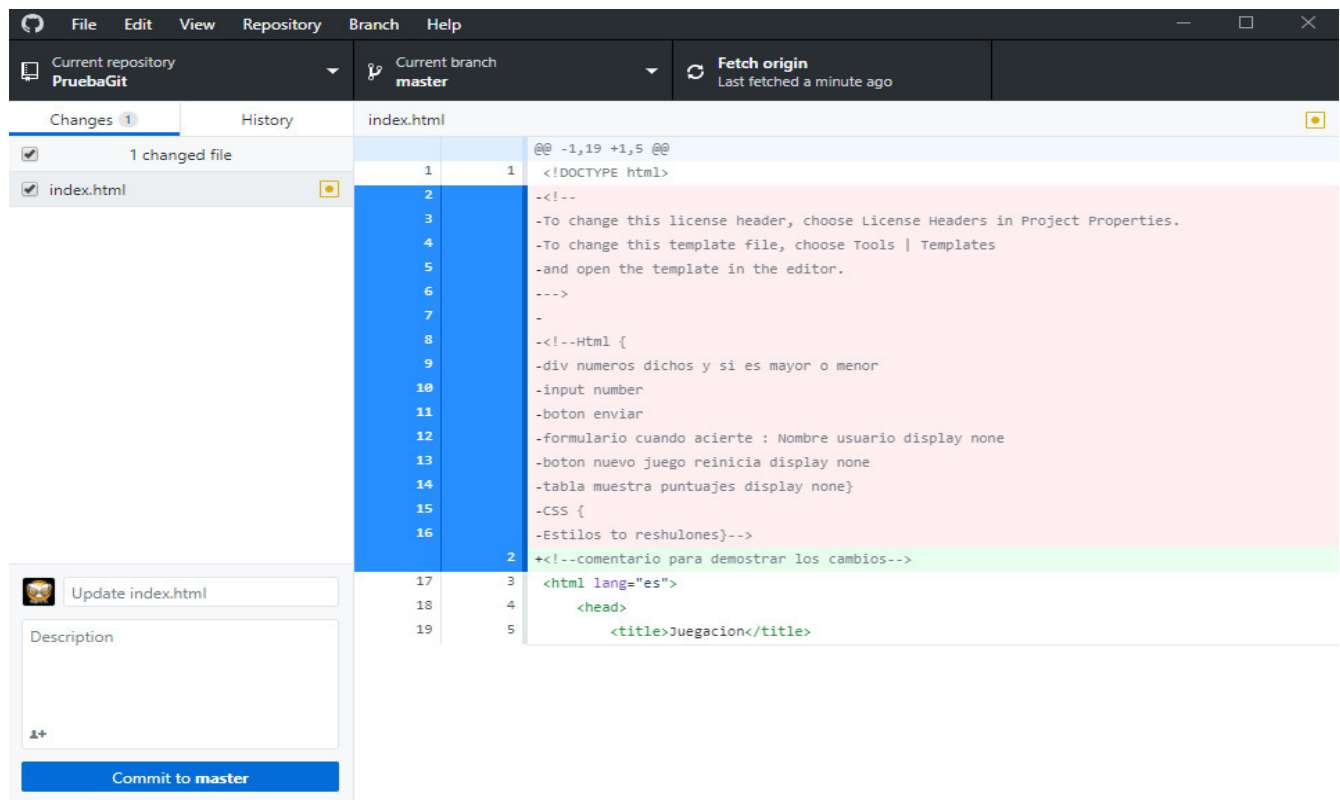 File Edit View Repository Branch Help
Current repository
PruebaGit
Current branch
master
Fetch origin
Last fetched a minute ago
Changes 1 History
index.html
1 changed file
index.html
@@ -1,19 +1,5 @@
1 1 <!DOCTYPE html>
2 -<!--
3 -To change this license header, choose License Headers in Project Properties.
4 -To change this template file, choose Tools | Templates
5 -and open the template in the editor.
6 --->
7 -
8 -<!--Html {
9 -div numeros dichos y si es mayor o menor
10 -input number
11 -boton enviar
12 -formulario cuando acierte : Nombre usuario display none
13 -boton nuevo juego reinicia display none
14 -tabla muestra puntuajes display none}
15 -CSS {
16 -Estilos to reshulones}-->
2 +<!--comentario para demostrar los cambios-->
17 3 <html lang="es">
18 4 <head>
19 5 <title>Juegacion</title>
Update index.html
Description
Commit to master